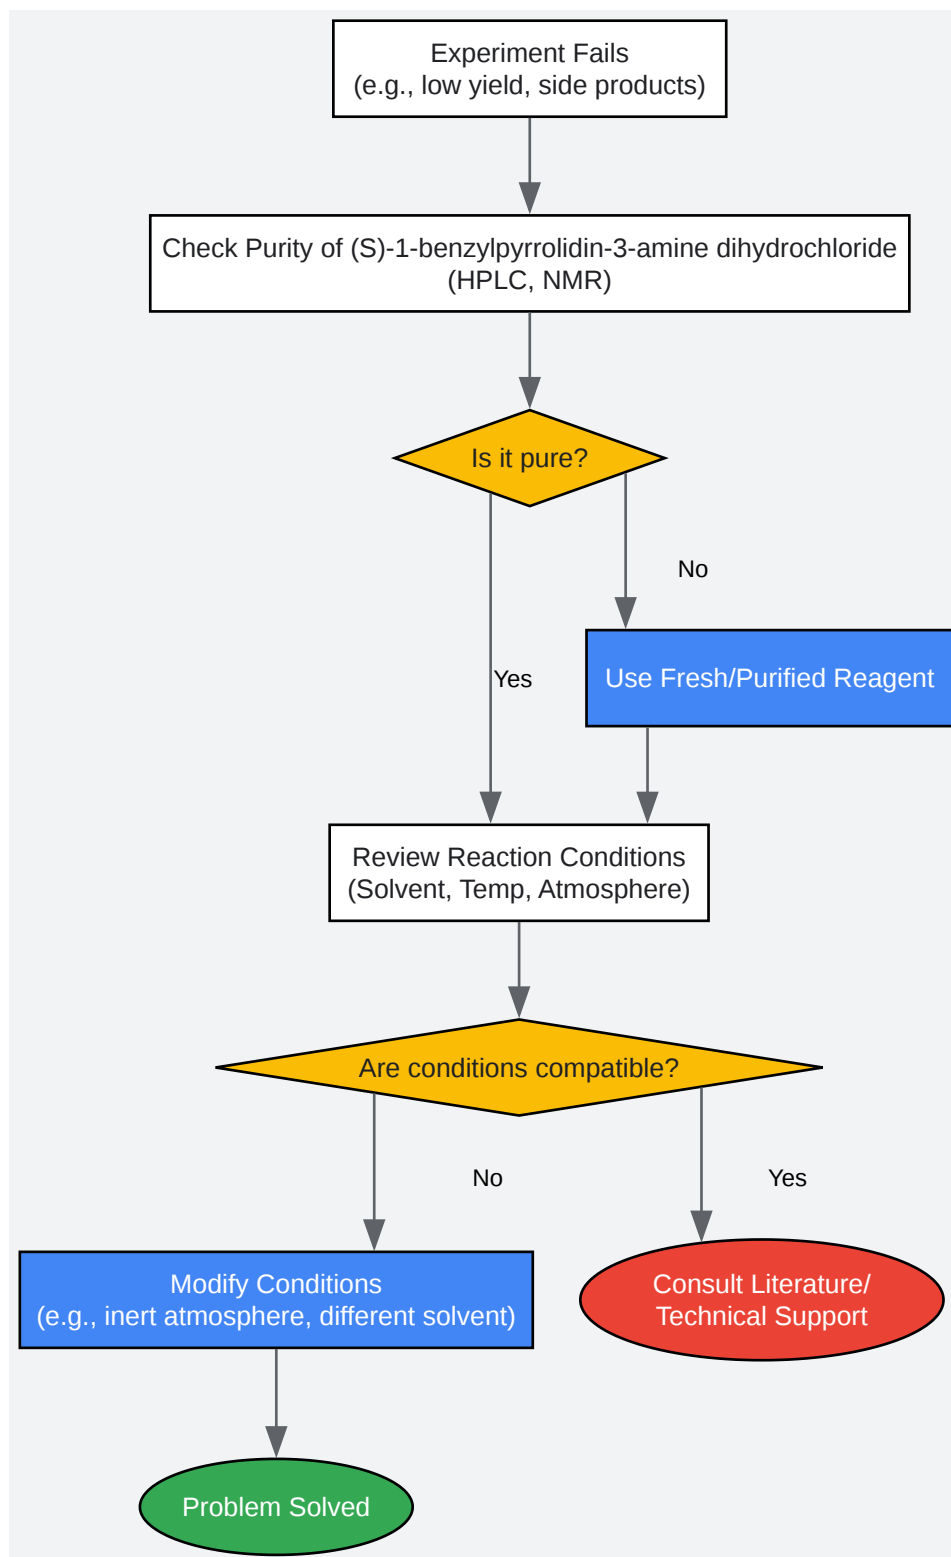 Experiment Fails
(e.g., low yield, side products)
Check Purity of (S)-1-benzylpyrrolidin-3-amine dihydrochloride
(HPLC, NMR)
Is it pure?
No
Yes
Use Fresh/Purified Reagent
Review Reaction Conditions
(Solvent, Temp, Atmosphere)
Are conditions compatible?
No
Yes
Modify Conditions
(e.g., inert atmosphere, different solvent)
Consult Literature/
Technical Support
Problem Solved